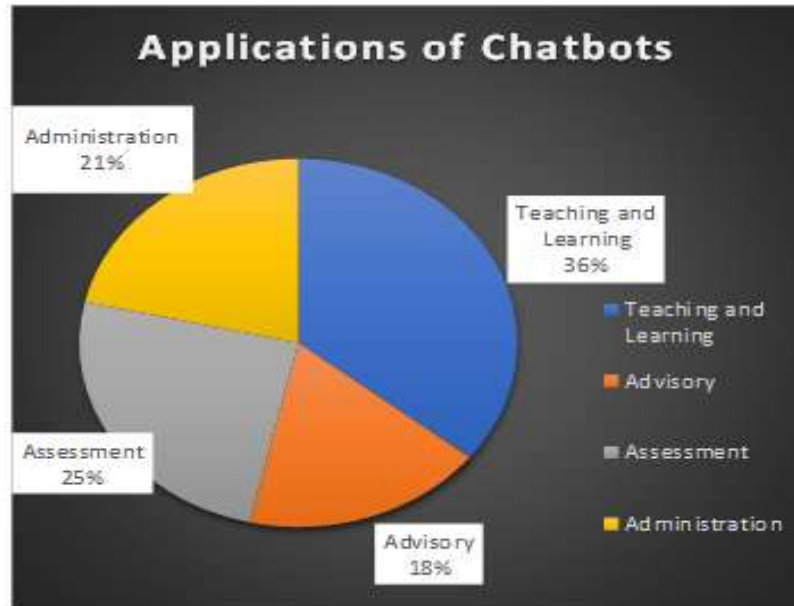 Applications of Chatbots
Administration
21%
Teaching and
Learning
36%
Assessment
25%
Advisory
18%
Teaching and
Learning
Advisory
Assessment
Administration